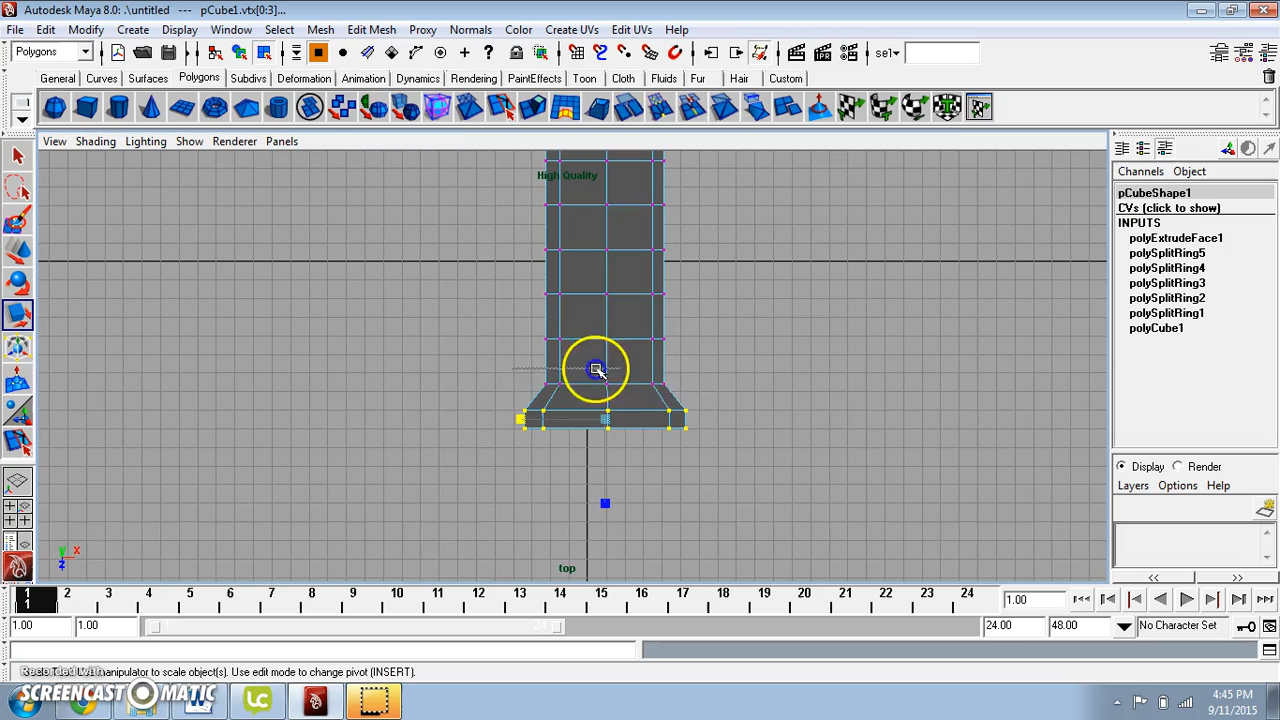 Autodesk Maya 8.0: .\untitled --- pCube1.vtx[0:3]...
File Edit Modify Create Display Window Select Mesh Edit Mesh Proxy Normals Color Create UVs Edit UVs Help
Polygons sel
General Curves Surfaces Polygons Subdivs Deformation Animation Dynamics Rendering PaintEffects Toon Cloth Fluids Fur Hair Custom
View Shading Lighting Show Renderer Panels
Channels Object
High Quality
pCubeShape1
CVs (click to show)
INPUTS
polyExtrudeFace1
polySplitRing5
polySplitRing4
polySplitRing3
polySplitRing2
polySplitRing1
polyCube1
Display Render
Layers Options Help
y x
z
top
<< >>
1 2 3 4 5 6 7 8 9 10 11 12 13 14 15 16 17 18 19 20 21 22 23 24
1 1.00
1.00 1.00 24.00 48.00 No Character Set
manipulator to scale object(s). Use edit mode to change pivot (INSERT).
Recorded with
SCREENCAST MATIC
W LC
4:45 PM
9/11/2015